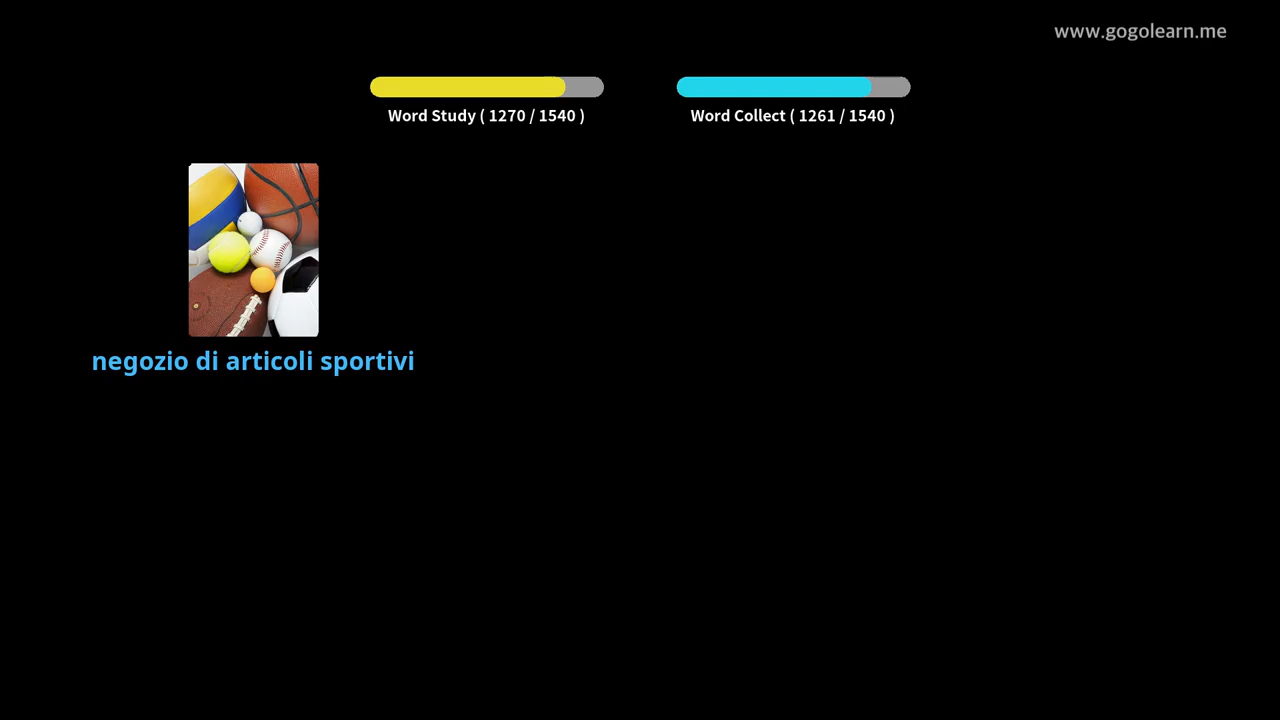 www.gogolearn.me
Word Study ( 1270 / 1540 )
Word Collect ( 1261 / 1540 )
negozio di articoli sportivi